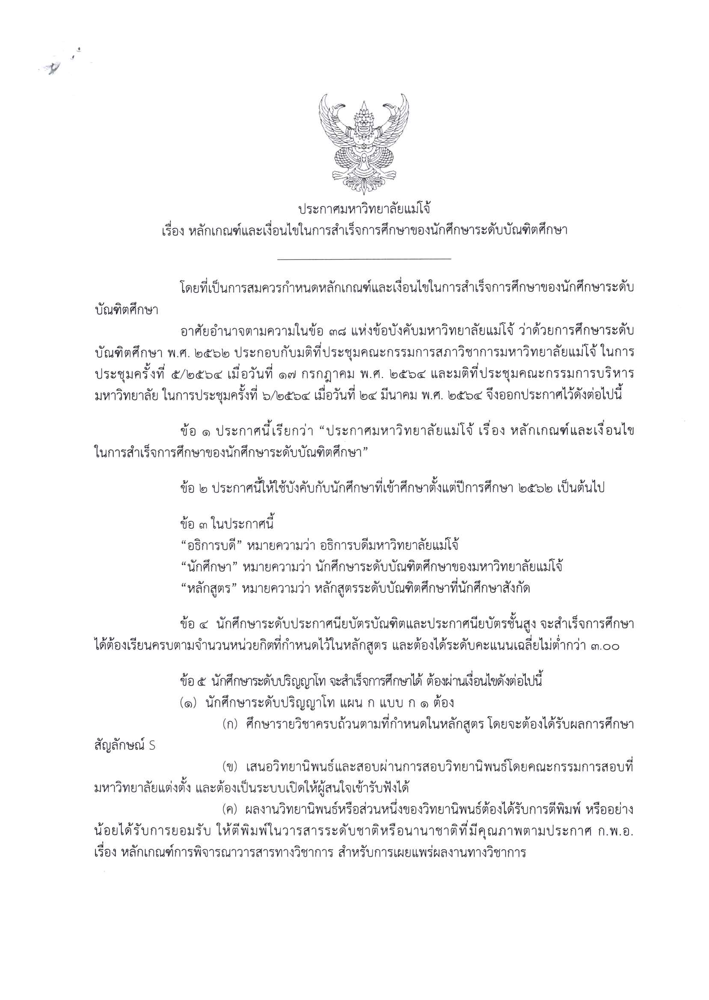 ประกาศมหาวิทยาลัยแม่โจ้
เรื่อง หลักเกณฑ์และเงื่อนไขในการสำเร็จการศึกษาของนักศึกษาระดับบัณฑิตศึกษา
โดยที่เป็นการสมควรกำหนดหลักเกณฑ์และเงื่อนไขในการสำเร็จการศึกษาของนักศึกษาระดับ
บัณฑิตศึกษา
อาศัยอำนาจตามความในข้อ ๓๘ แห่งข้อบังคับมหาวิทยาลัยแม่โจ้ ว่าด้วยการศึกษาระดับ
บัณฑิตศึกษา พ.ศ. ๒๕๖๒ ประกอบกับมติที่ประชุมคณะกรรมการสภาวิชาการมหาวิทยาลัยแม่โจ้ ในการ
ประชุมครั้งที่ ๕/๒๕๖๔ เมื่อวันที่ ๑๗ กรกฎาคม พ.ศ. ๒๕๖๔ และมติที่ประชุมคณะกรรมการบริหาร
มหาวิทยาลัย ในการประชุมครั้งที่ ๖/๒๕๖๔ เมื่อวันที่ ๒๔ มีนาคม พ.ศ. ๒๕๖๔ จึงออกประกาศไว้ดังต่อไปนี้
ข้อ ๑ ประกาศนี้เรียกว่า “ประกาศมหาวิทยาลัยแม่โจ้ เรื่อง หลักเกณฑ์และเงื่อนไข
ในการสำเร็จการศึกษาของนักศึกษาระดับบัณฑิตศึกษา”
ข้อ ๒ ประกาศนี้ให้ใช้บังคับกับนักศึกษาที่เข้าศึกษาตั้งแต่ปีการศึกษา ๒๕๖๒ เป็นต้นไป
ข้อ ๓ ในประกาศนี้
“อธิการบดี” หมายความว่า อธิการบดีมหาวิทยาลัยแม่โจ้
“นักศึกษา” หมายความว่า นักศึกษาระดับบัณฑิตศึกษาของมหาวิทยาลัยแม่โจ้
“หลักสูตร” หมายความว่า หลักสูตรระดับบัณฑิตศึกษาที่นักศึกษาสังกัด
ข้อ ๔ นักศึกษาระดับประกาศนียบัตรบัณฑิตและประกาศนียบัตรชั้นสูง จะสำเร็จการศึกษา
ได้ต้องเรียนครบตามจำนวนหน่วยกิตที่กำหนดไว้ในหลักสูตร และต้องได้ระดับคะแนนเฉลี่ยไม่ต่ำกว่า ๓.๐๐
ข้อ ๕ นักศึกษาระดับปริญญาโท จะสำเร็จการศึกษาได้ ต้องผ่านเงื่อนไขดังต่อไปนี้
(๑) นักศึกษาระดับปริญญาโท แผน ก แบบ ก ๑ ต้อง
(ก) ศึกษารายวิชาครบถ้วนตามที่กำหนดในหลักสูตร โดยจะต้องได้รับผลการศึกษา
สัญลักษณ์ S
(ข) เสนอวิทยานิพนธ์และสอบผ่านการสอบวิทยานิพนธ์โดยคณะกรรมการสอบที่
มหาวิทยาลัยแต่งตั้ง และต้องเป็นระบบเปิดให้ผู้สนใจเข้ารับฟังได้
(ค) ผลงานวิทยานิพนธ์หรือส่วนหนึ่งของวิทยานิพนธ์ต้องได้รับการตีพิมพ์ หรืออย่าง
น้อยได้รับการยอมรับ ให้ตีพิมพ์ในวารสารระดับชาติหรือนานาชาติที่มีคุณภาพตามประกาศ ก.พ.อ.
เรื่อง หลักเกณฑ์การพิจารณาวารสารทางวิชาการ สำหรับการเผยแพร่ผลงานทางวิชาการ